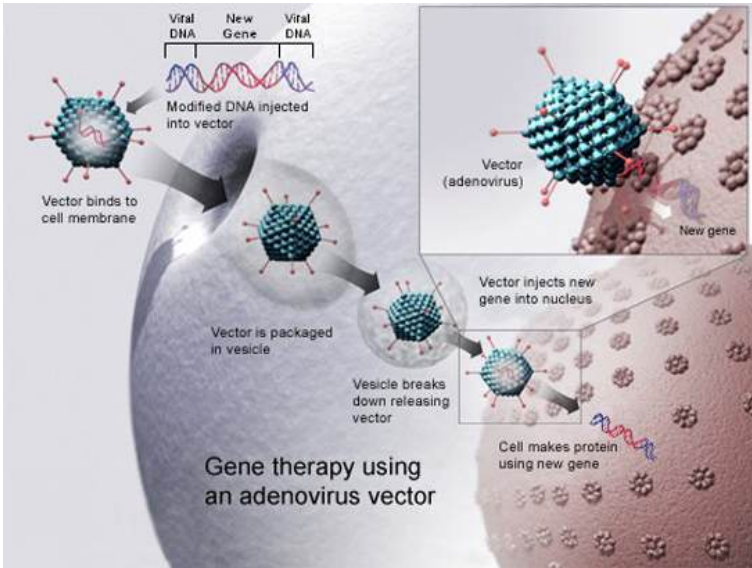 Viral New Viral
DNA Gene DNA
Modified DNA injected
into vector
Vector binds to
cell membrane
Vector
(adenovirus)
New gene
Vector is packaged
in vesicle
Vector injects new
gene into nucleus
Vesicle breaks
down releasing
vector
Cell makes protein
using new gene
Gene therapy using
an adenovirus vector